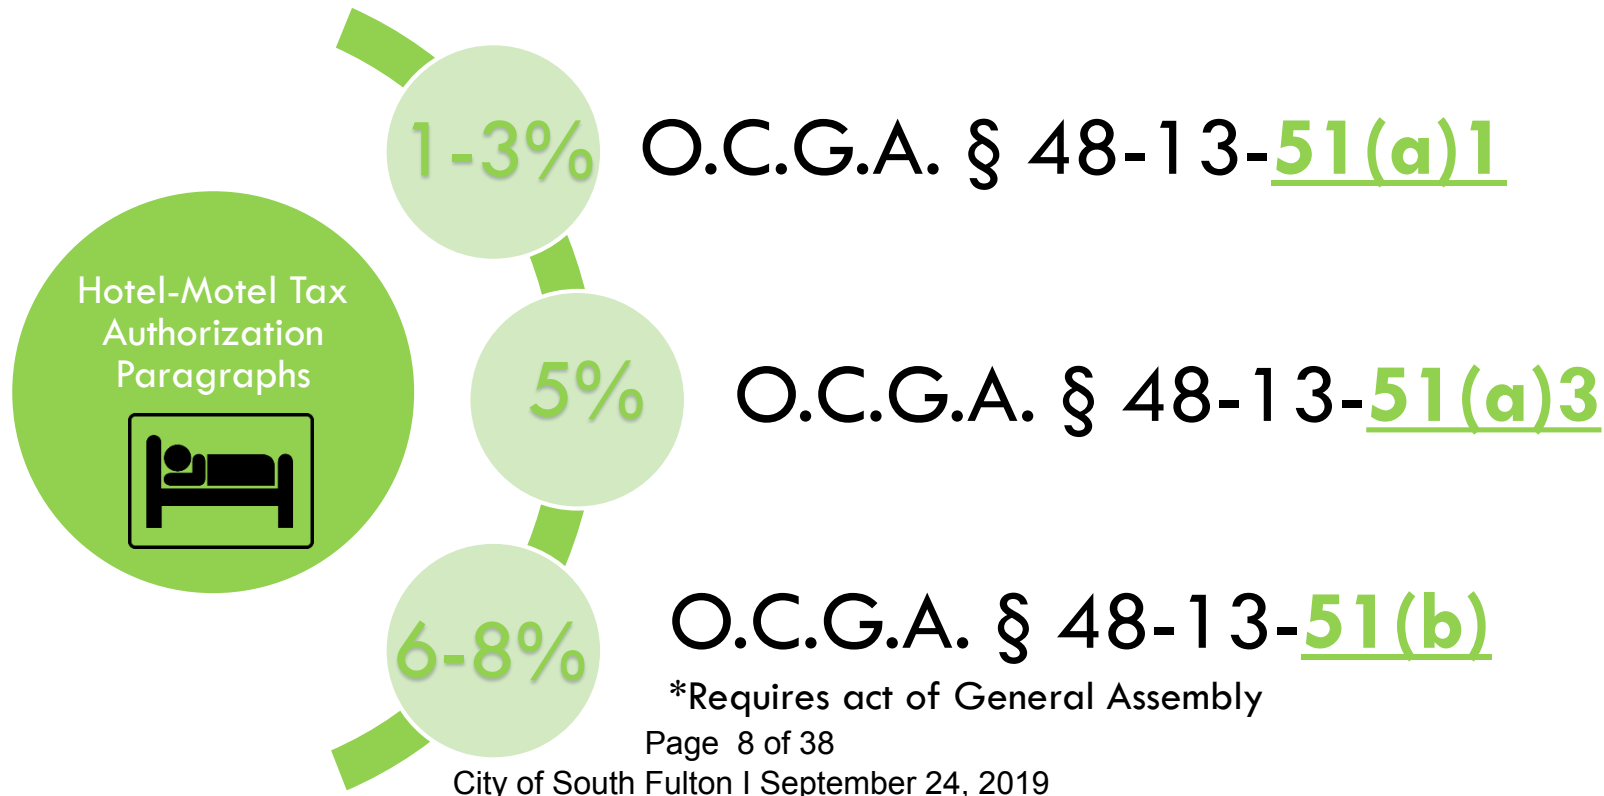 Hotel-Motel Tax
Authorization
Paragraphs
1-3%
O.C.G.A. § 48-13-51(a)1
5%
O.C.G.A. § 48-13-51(a)3
6-8%
O.C.G.A. § 48-13-51(b)
*Requires act of General Assembly
Page 8 of 38
City of South Fulton I September 24, 2019